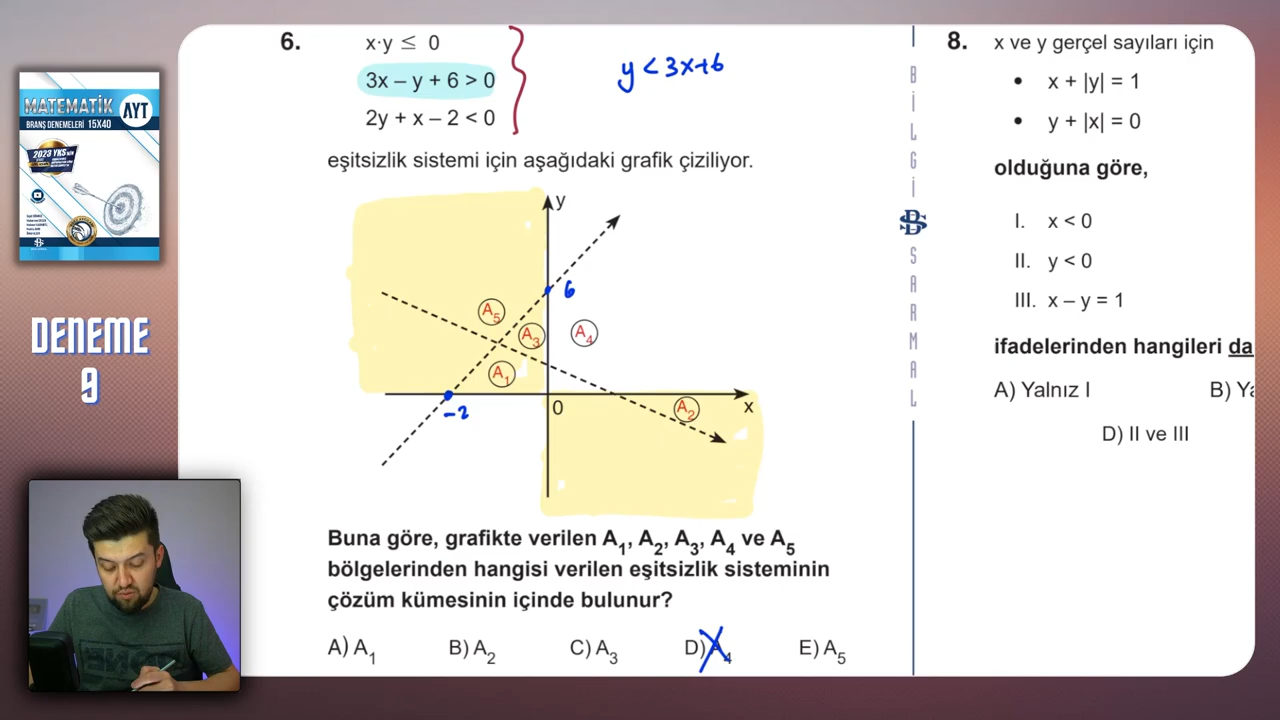 MATEMATİK
AYT
BRANŞ DENEMELERİ 15X40
2023 YKS'YE
DENEME
9
6.
x·y ≤ 0
3x – y + 6 > 0
2y + x – 2 < 0
y < 3x+6
eşitsizlik sistemi için aşağıdaki grafik çiziliyor.
y
6
A5
A3
A4
A1
-2
0
A2
x
Buna göre, grafikte verilen A1, A2, A3, A4 ve A5
bölgelerinden hangisi verilen eşitsizlik sisteminin
çözüm kümesinin içinde bulunur?
A) A1 B) A2 C) A3 D) A4 E) A5
BİLGİ
SARMAL
8. x ve y gerçel sayıları için
• x + |y| = 1
• y + |x| = 0
olduğuna göre,
I. x < 0
II. y < 0
III. x – y = 1
ifadelerinden hangileri da
A) Yalnız I B) Ya
D) II ve III